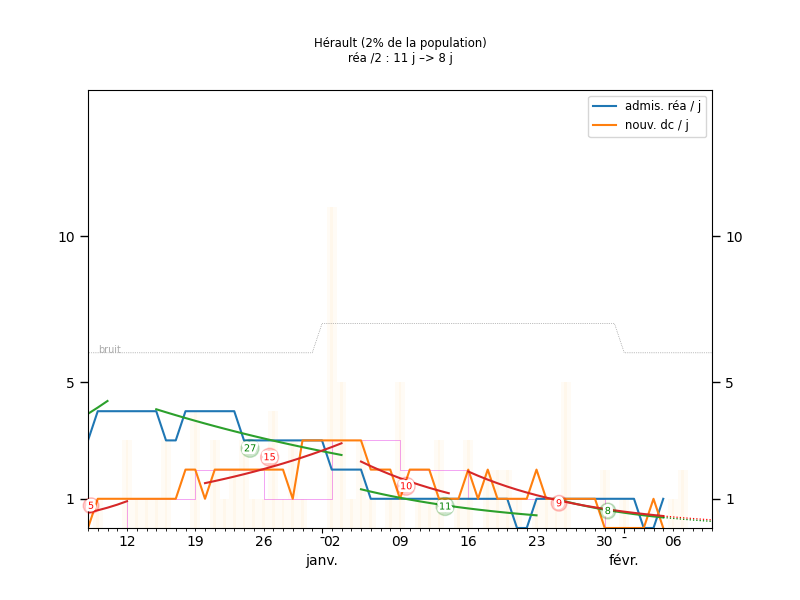 Hérault (2% de la population)
réa /2 : 11 j –> 8 j
admis. réa / j
nouv. dc / j
10 10
bruit
5 5
27 15
10
5 1 11 9 8 1
12 19 26 02 09 16 23 30 06
janv. févr.